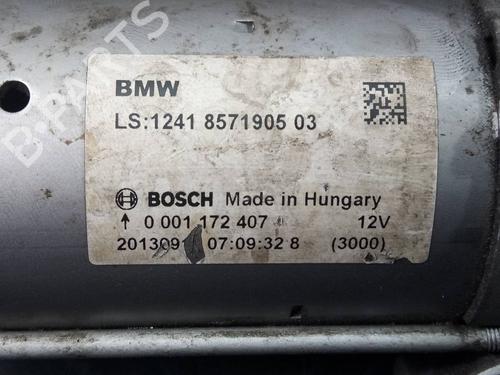 B-PARTS
BMW
LS:1241 8571905 03
BOSCH Made in Hungary
↑ 0 001 172 407 12V
201309 07:09:32 8 (3000)